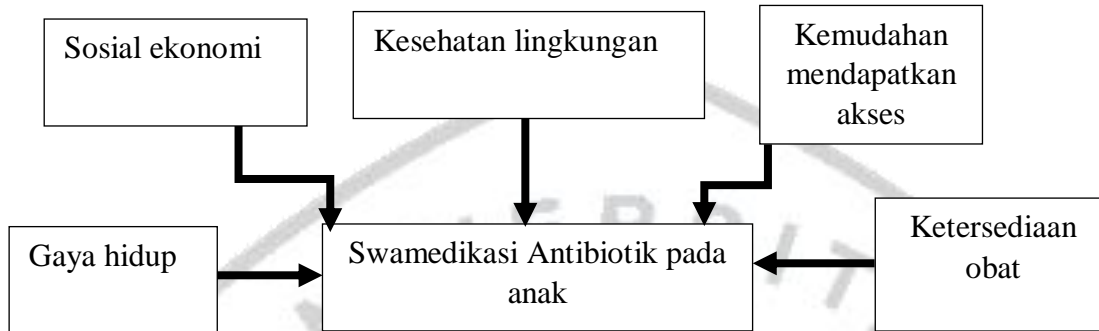 Sosial ekonomi
Kesehatan lingkungan
Kemudahan
mendapatkan
akses
Gaya hidup
Swamedikasi Antibiotik pada
anak
Ketersediaan
obat